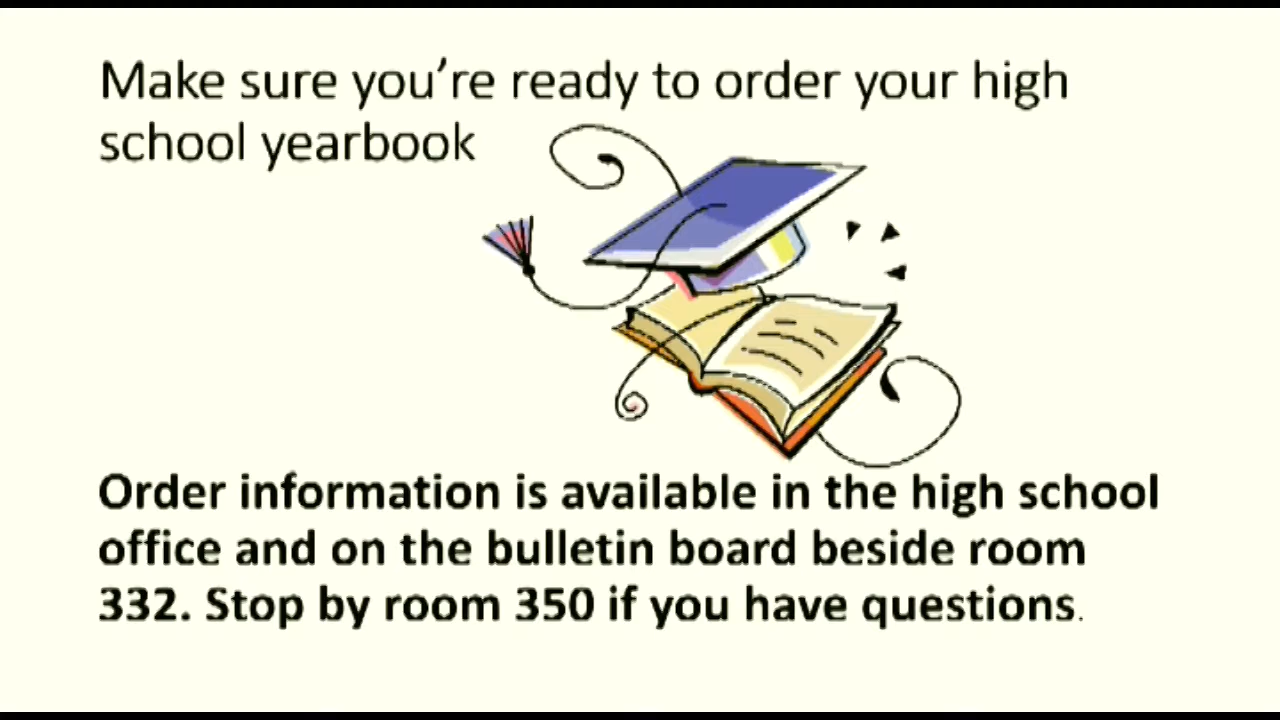 Make sure you’re ready to order your high
school yearbook
Order information is available in the high school
office and on the bulletin board beside room
332. Stop by room 350 if you have questions.